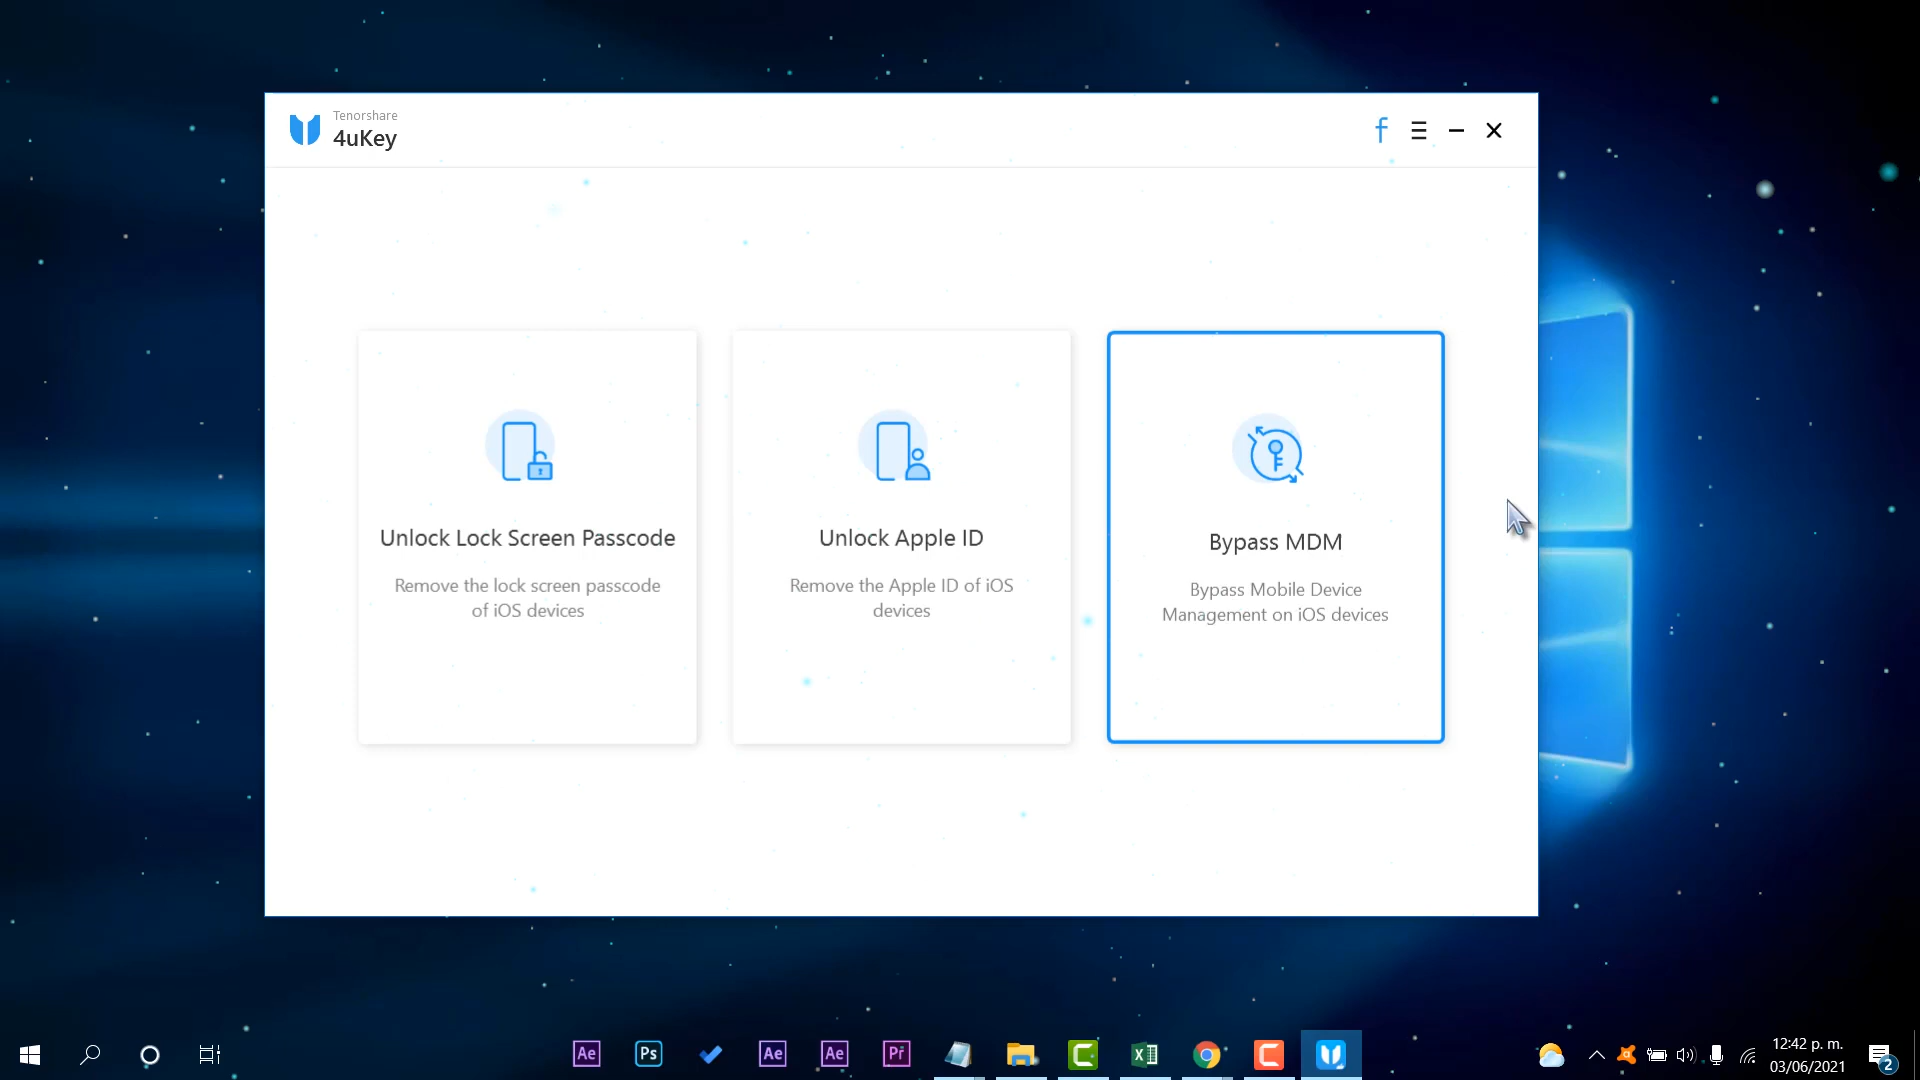 Tenorshare
4uKey
Unlock Lock Screen Passcode
Remove the lock screen passcode
of iOS devices
Unlock Apple ID
Remove the Apple ID of iOS
devices
Bypass MDM
Bypass Mobile Device
Management on iOS devices
Ae
Ps
Ae
Ae
Pr
12:42 p. m.
03/06/2021
2